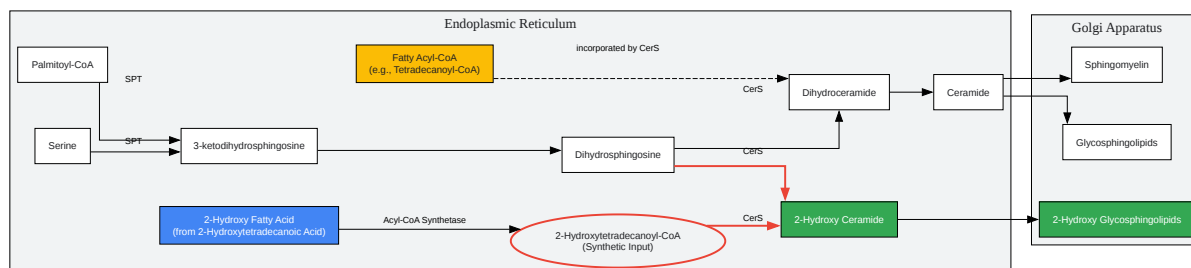 Endoplasmic Reticulum
Golgi Apparatus
Palmitoyl-CoA
SPT
Fatty Acyl-CoA
(e.g., Tetradecanoyl-CoA)
incorporated by CerS
CerS
Dihydroceramide
Ceramide
Sphingomyelin
Serine
SPT
3-ketodihydrosphingosine
Dihydrosphingosine
CerS
Glycosphingolipids
2-Hydroxy Fatty Acid
(from 2-Hydroxytetradecanoic Acid)
Acyl-CoA Synthetase
2-Hydroxytetradecanoyl-CoA
(Synthetic Input)
CerS
2-Hydroxy Ceramide
2-Hydroxy Glycosphingolipids